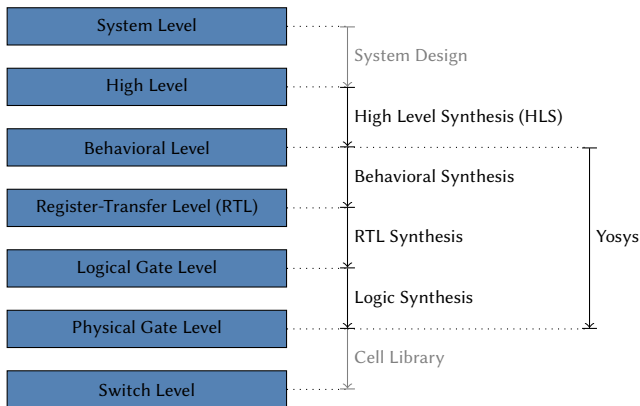 System Level
System Design
High Level
High Level Synthesis (HLS)
Behavioral Level
Behavioral Synthesis
Register-Transfer Level (RTL)
RTL Synthesis
Yosys
Logical Gate Level
Logic Synthesis
Physical Gate Level
Cell Library
Switch Level